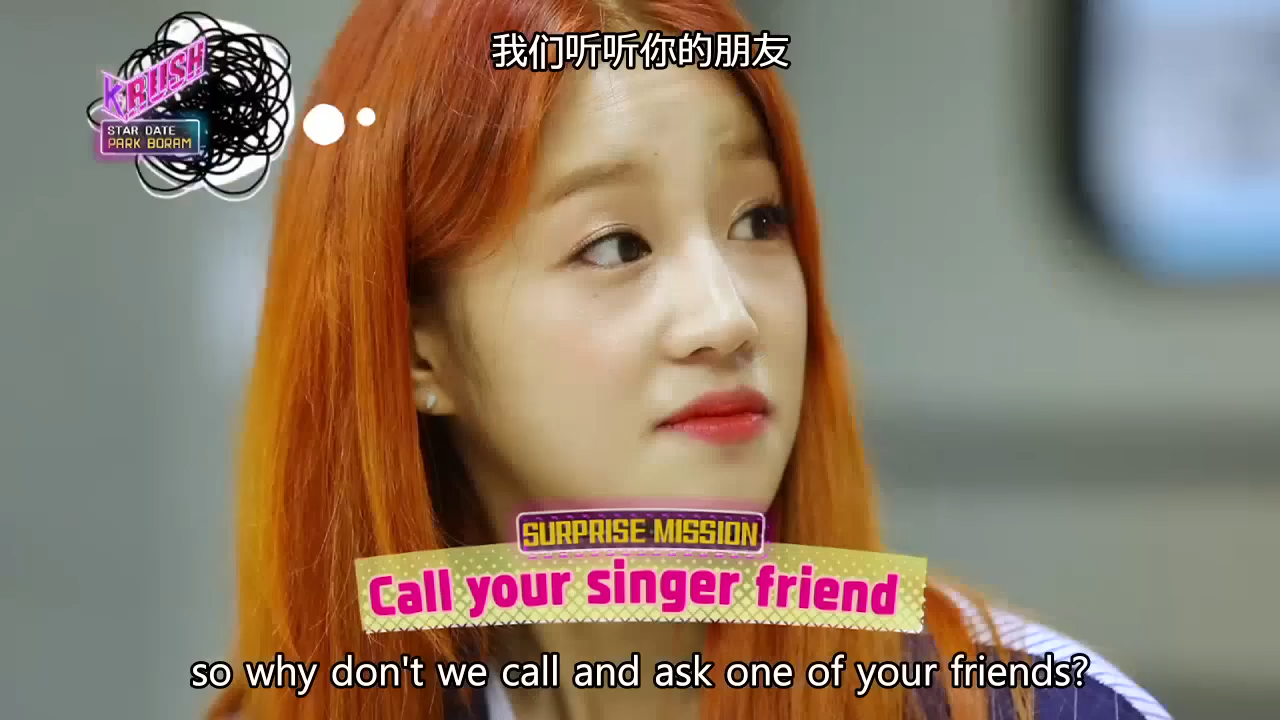 我们听听你的朋友
KRUSH
STAR DATE
PARK BORAM
SURPRISE MISSION
Call your singer friend
so why don't we call and ask one of your friends?